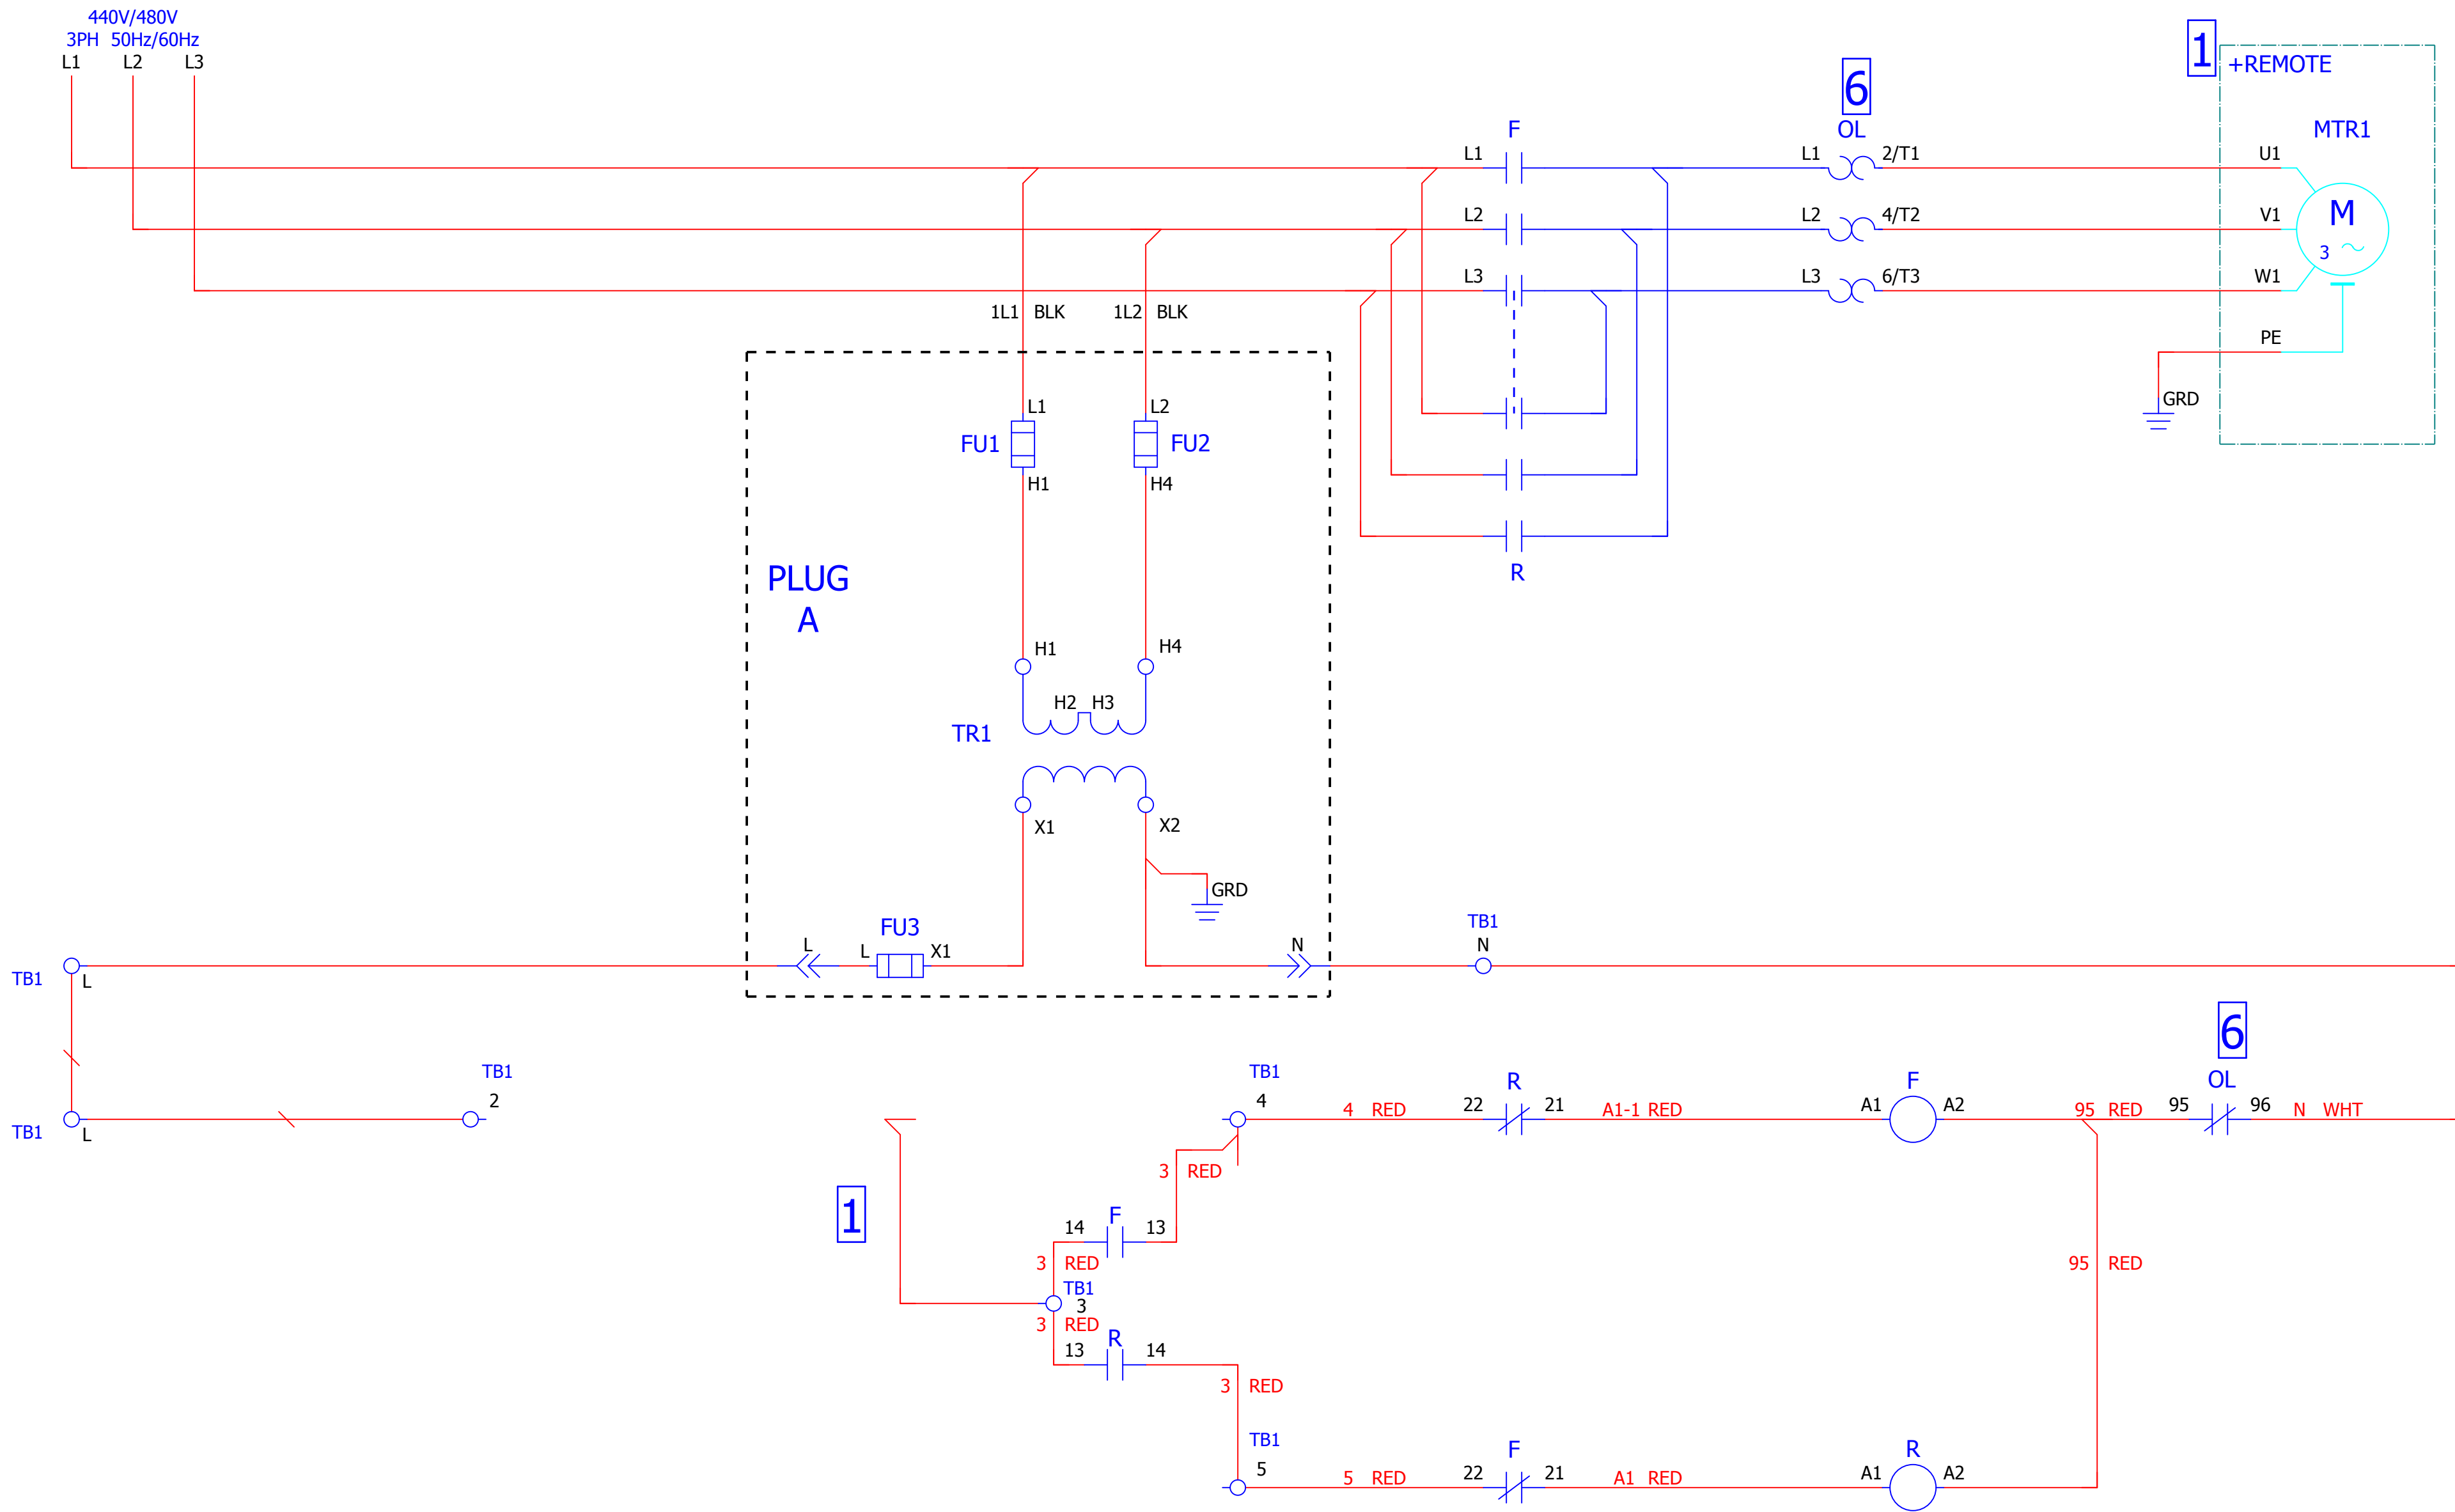 440V/480V
3PH 50Hz/60Hz
L1 L2 L3
1
+REMOTE
6
F OL MTR1
L1 L1 2/T1 U1
M
3
L2 L2 4/T2 V1
L3 L3 6/T3 W1
1L1 BLK 1L2 BLK
PE
GRD
L1 L2
FU1 FU2
H1 H4
R
PLUG
A
H1 H4
H2 H3
TR1
X1 X2
GRD
FU3
L L X1 N
TB1
N
TB1
L
6
TB1
2
TB1
4
4 RED
22 R 21
A1-1 RED
A1 F A2
95 RED
95 OL 96
N WHT
TB1
L
3 RED
1
14 F 13
3 RED
95 RED
TB1
3
3 RED
13 R 14
3 RED
TB1
5
5 RED
22 F 21
A1 RED
A1 R A2